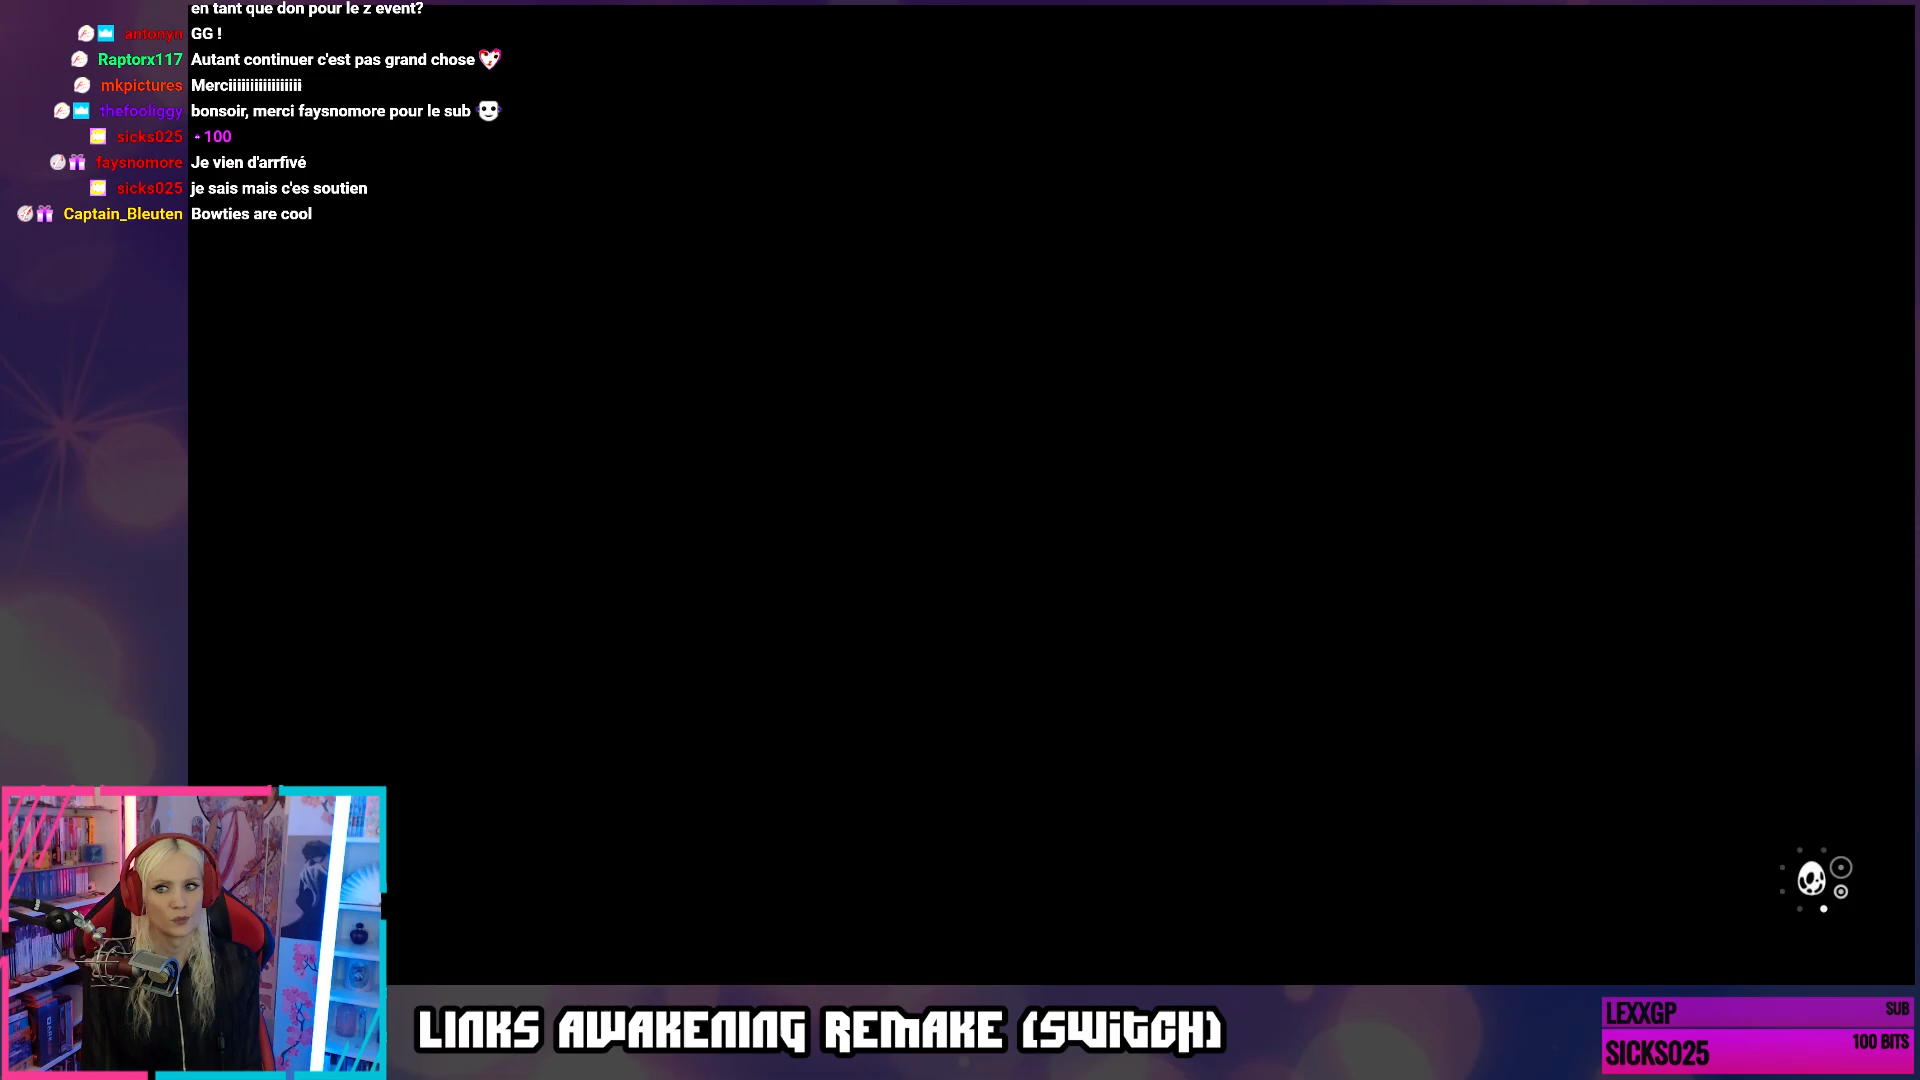 en tant que don pour le z event?
antonyn GG !
Raptorx117 Autant continuer c'est pas grand chose
mkpictures Merciiiiiiiiiiiiiiiii
thefooliggy bonsoir, merci faysnomore pour le sub
sicks025 100
faysnomore Je vien d'arrfivé
sicks025 je sais mais c'es soutien
Captain_Bleuten Bowties are cool
LINKS AWAKENING REMAKE (SWITCH)
LEXXGP SUB
SICKS025 100 BITS